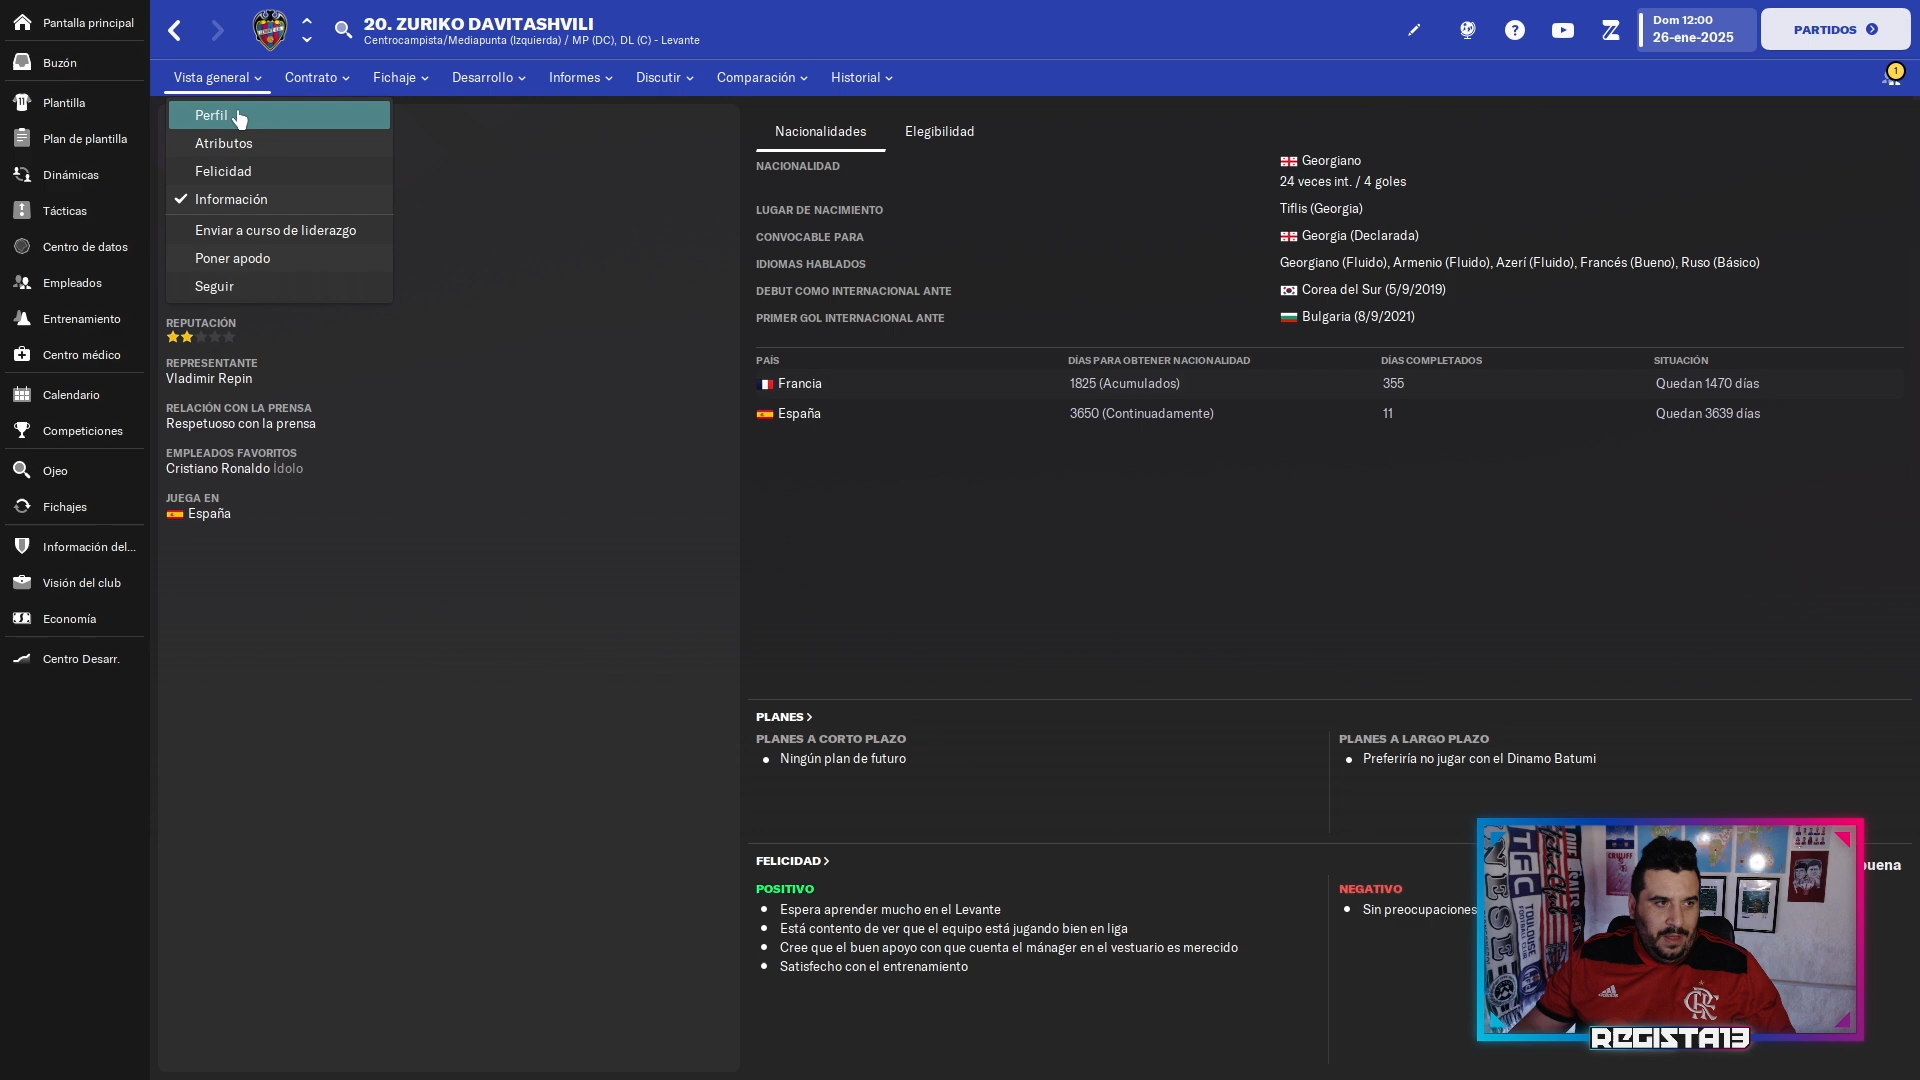 Pantalla principal
Buzón
Plantilla
Plan de plantilla
Dinámicas
Tácticas
Centro de datos
Empleados
Entrenamiento
Centro médico
Calendario
Competiciones
Ojeo
Fichajes
Información del...
Visión del club
Economía
Centro Desarr.
20. ZURIKO DAVITASHVILI
Centrocampista/Mediapunta (Izquierda) / MP (DC), DL (C) - Levante
Dom 12:00
26-ene-2025
PARTIDOS
Vista general
Contrato
Fichaje
Desarrollo
Informes
Discutir
Comparación
Historial
1
Perfil
Atributos
Felicidad
Información
Enviar a curso de liderazgo
Poner apodo
Seguir
REPUTACIÓN
REPRESENTANTE
Vladimir Repin
RELACIÓN CON LA PRENSA
Respetuoso con la prensa
EMPLEADOS FAVORITOS
Cristiano Ronaldo Ídolo
JUEGA EN
España
Nacionalidades
Elegibilidad
NACIONALIDAD
Georgiano
24 veces int. / 4 goles
LUGAR DE NACIMIENTO
Tiflis (Georgia)
CONVOCABLE PARA
Georgia (Declarada)
IDIOMAS HABLADOS
Georgiano (Fluido), Armenio (Fluido), Azerí (Fluido), Francés (Bueno), Ruso (Básico)
DEBUT COMO INTERNACIONAL ANTE
Corea del Sur (5/9/2019)
PRIMER GOL INTERNACIONAL ANTE
Bulgaria (8/9/2021)
PAÍS
DÍAS PARA OBTENER NACIONALIDAD
DÍAS COMPLETADOS
SITUACIÓN
Francia
1825 (Acumulados)
355
Quedan 1470 días
España
3650 (Continuadamente)
11
Quedan 3639 días
PLANES
PLANES A CORTO PLAZO
Ningún plan de futuro
PLANES A LARGO PLAZO
Preferiría no jugar con el Dinamo Batumi
FELICIDAD
buena
POSITIVO
Espera aprender mucho en el Levante
Está contento de ver que el equipo está jugando bien en liga
Cree que el buen apoyo con que cuenta el mánager en el vestuario es merecido
Satisfecho con el entrenamiento
NEGATIVO
Sin preocupaciones
TFC
REGISTA13